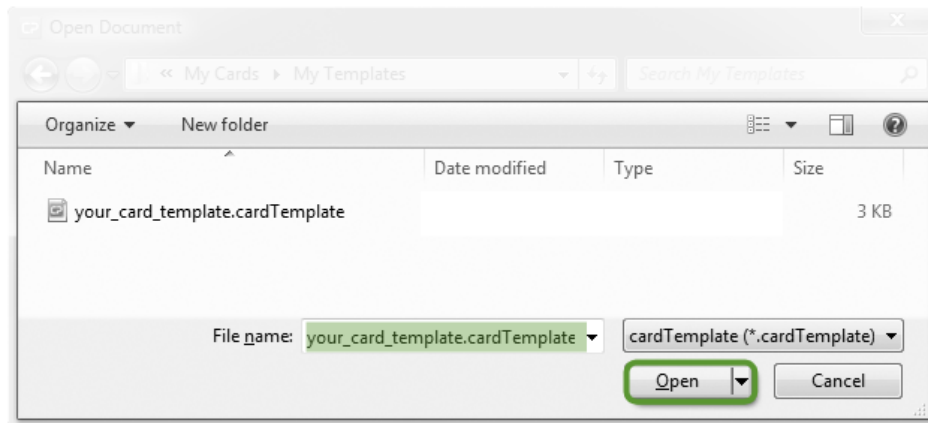 Open Document
« My Cards My Templates Search My Templates
Organize New folder
Name Date modified Type Size
your_card_template.cardTemplate 3 KB
File name: your_card_template.cardTemplate cardTemplate (*.cardTemplate)
Open Cancel